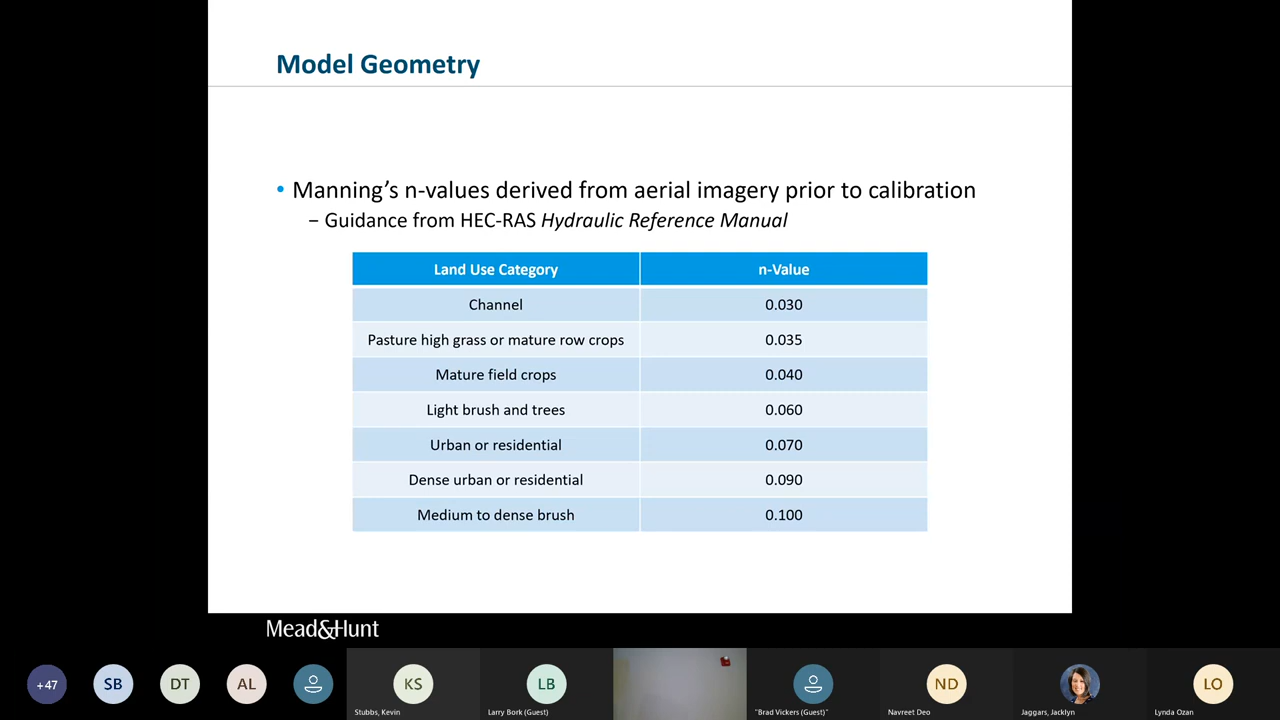 Model Geometry
• Manning’s n-values derived from aerial imagery prior to calibration
– Guidance from HEC-RAS Hydraulic Reference Manual
Land Use Category n-Value
Channel 0.030
Pasture high grass or mature row crops 0.035
Mature field crops 0.040
Light brush and trees 0.060
Urban or residential 0.070
Dense urban or residential 0.090
Medium to dense brush 0.100
Mead&Hunt
+47 SB DT AL KS LB ND LO
Stubbs, Kevin Larry Bork (Guest) "Brad Vickers (Guest)" Navreet Deo Jaggars, Jacklyn Lynda Ozan